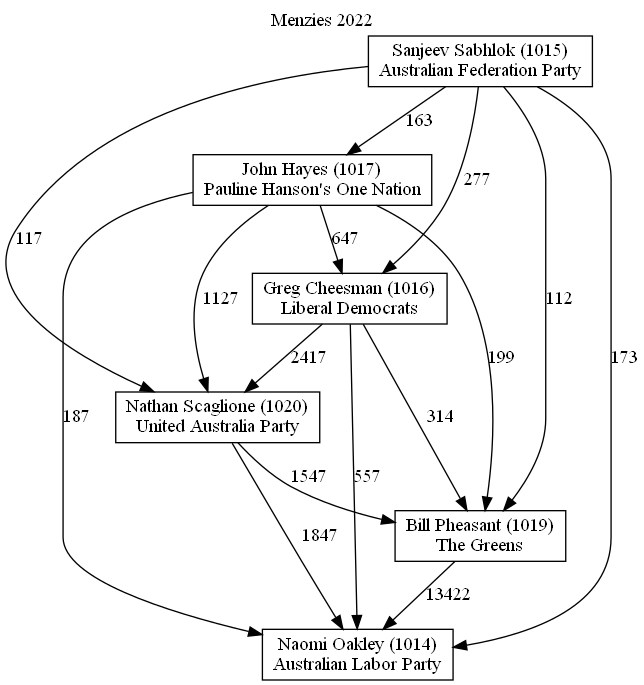 Menzies 2022
Sanjeev Sabhlok (1015)
Australian Federation Party
163
John Hayes (1017)
Pauline Hanson's One Nation
277
117
647
1127
112
Greg Cheesman (1016)
Liberal Democrats
199
173
2417
Nathan Scaglione (1020)
United Australia Party
187
314
557
1547
Bill Pheasant (1019)
The Greens
1847
13422
Naomi Oakley (1014)
Australian Labor Party